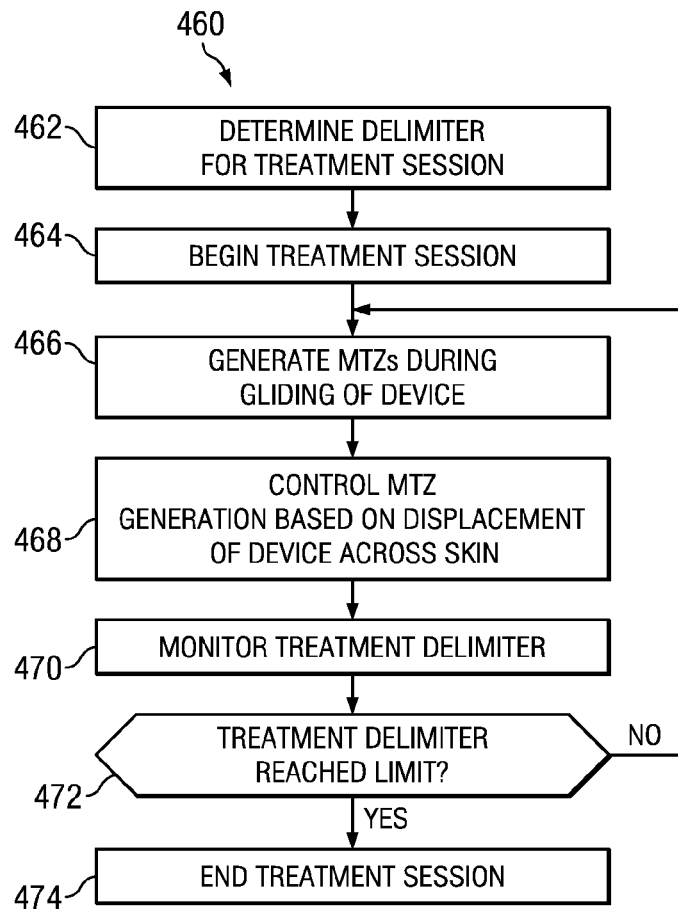 460
462
DETERMINE DELIMITER
FOR TREATMENT SESSION
464
BEGIN TREATMENT SESSION
466
GENERATE MTZs DURING
GLIDING OF DEVICE
468
CONTROL MTZ
GENERATION BASED ON DISPLACEMENT
OF DEVICE ACROSS SKIN
470
MONITOR TREATMENT DELIMITER
472
TREATMENT DELIMITER
REACHED LIMIT?
NO
YES
474
END TREATMENT SESSION